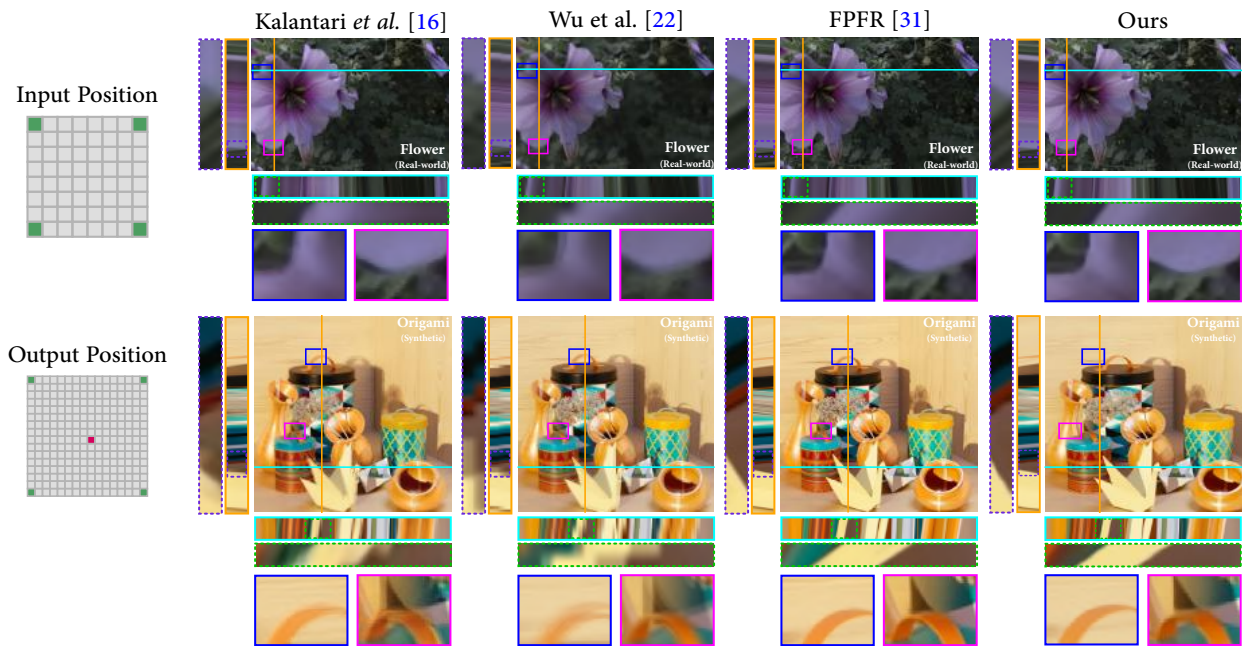 Kalantari et al. [16]
Wu et al. [22]
FPFR [31]
Ours
Input Position
Flower
(Real-world)
Flower
(Real-world)
Flower
(Real-world)
Flower
(Real-world)
Output Position
Origami
(Synthetic)
Origami
(Synthetic)
Origami
(Synthetic)
Origami
(Synthetic)